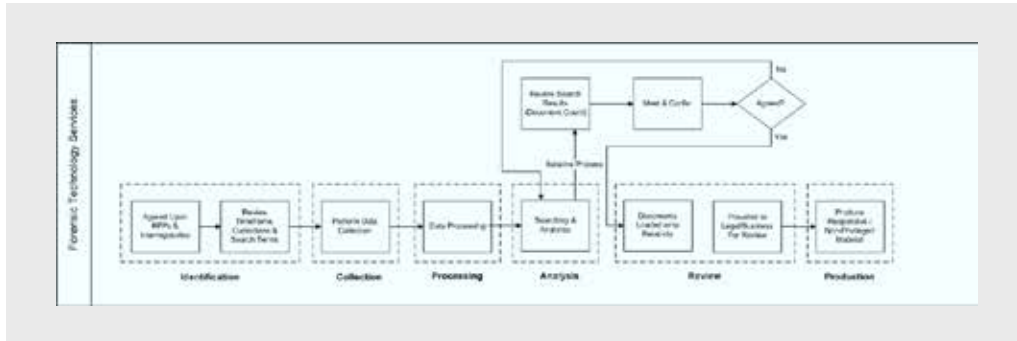 Forensic Technology Services
No
Review Search
Results
(Document Count)
Meet & Confer
Agreed?
Yes
Iterative Process
Agreed Upon
RFPs &
Interrogatories
Review
Timeframe,
Custodians &
Search Terms
Perform Data
Collection
Data Processing
Searching &
Analytics
Documents
Loaded onto
Relativity
Provided to
Legal/Business
For Review
Produce
Responsive /
Non-Privileged
Material
Identification
Collection
Processing
Analysis
Review
Production